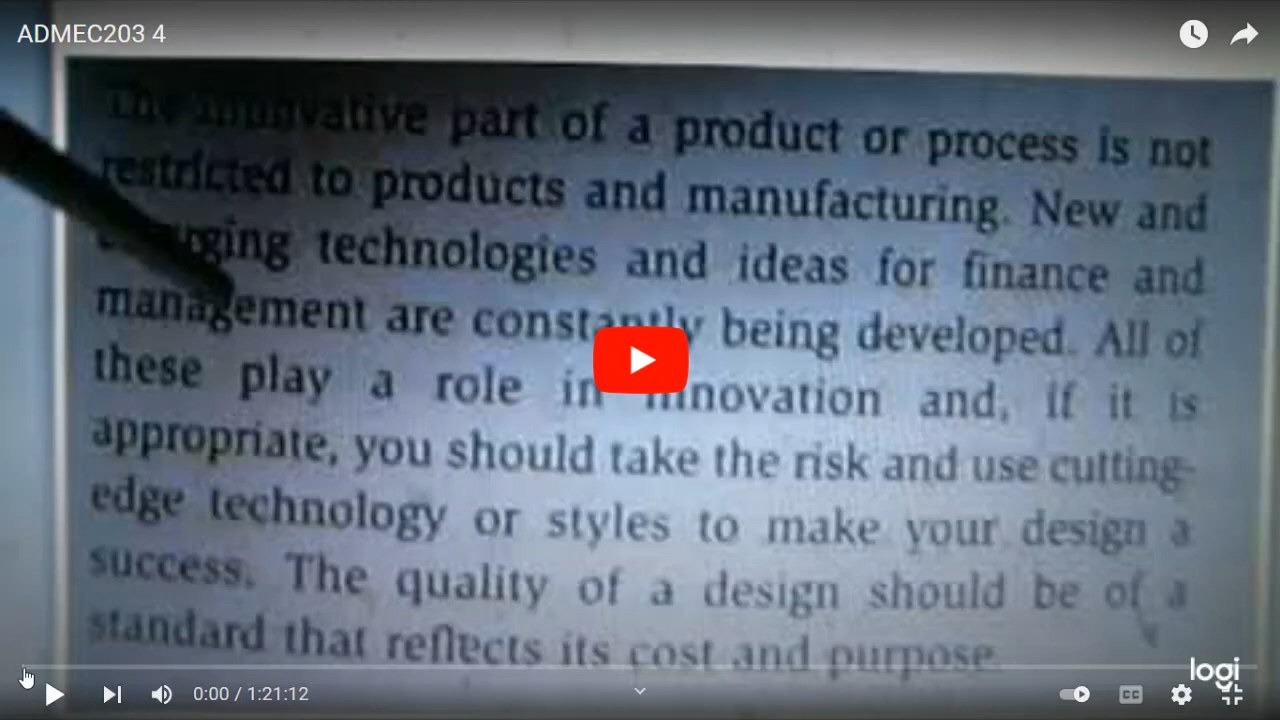 ADMEC203 4
The innovative part of a product or process is not
restricted to products and manufacturing. New and
technologies and ideas for finance and
management are constantly being developed. All of
these play a role in innovation and, if it is
appropriate, you should take the risk and use cutting-
edge technology or styles to make your design a
success. The quality of a design should be of a
standard that reflects its cost and purpose.
logi
0:00 / 1:21:12
CC